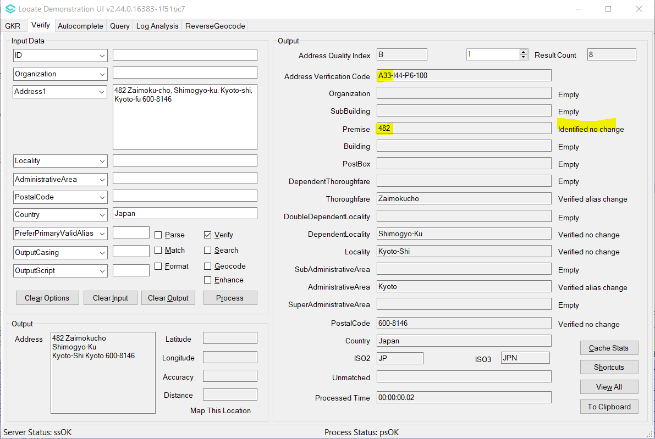 Locate Demonstration UI v2.44.0.16383-1f51bc7
GKR Verify Autocomplete Query Log Analysis ReverseGeocode
Input Data
ID
Organization
Address1
482 Zaimoku-cho, Shimogyo-ku, Kyoto-shi,
Kyoto-fu 600-8146
Locality
AdministrativeArea
PostalCode
Country Japan
PreferPrimaryValidAlias Parse Verify
OutputCasing Match Search
OutputScript Format Geocode
Enhance
Clear Options Clear Input Clear Output Process
Output
Address 482 Zaimokucho
Shimogyo-Ku
Kyoto-Shi Kyoto 600-8146
Latitude
Longitude
Accuracy
Distance
Map This Location
Output
Address Quality Index B 1 Result Count 8
Address Verification Code A33-I44-P6-100
Organization Empty
SubBuilding Empty
Premise 482 Identified no change
Building Empty
PostBox Empty
DependentThoroughfare Empty
Thoroughfare Zaimokucho Verified alias change
DoubleDependentLocality Empty
DependentLocality Shimogyo-Ku Verified no change
Locality Kyoto-Shi Verified no change
SubAdministrativeArea Empty
AdministrativeArea Kyoto Verified alias change
SuperAdministrativeArea Empty
PostalCode 600-8146 Verified no change
Country Japan
ISO2 JP ISO3 JPN
Unmatched
Processed Time 00:00:00.02
Cache Stats
Shortcuts
View All
To Clipboard
Server Status: ssOK Process Status: psOK